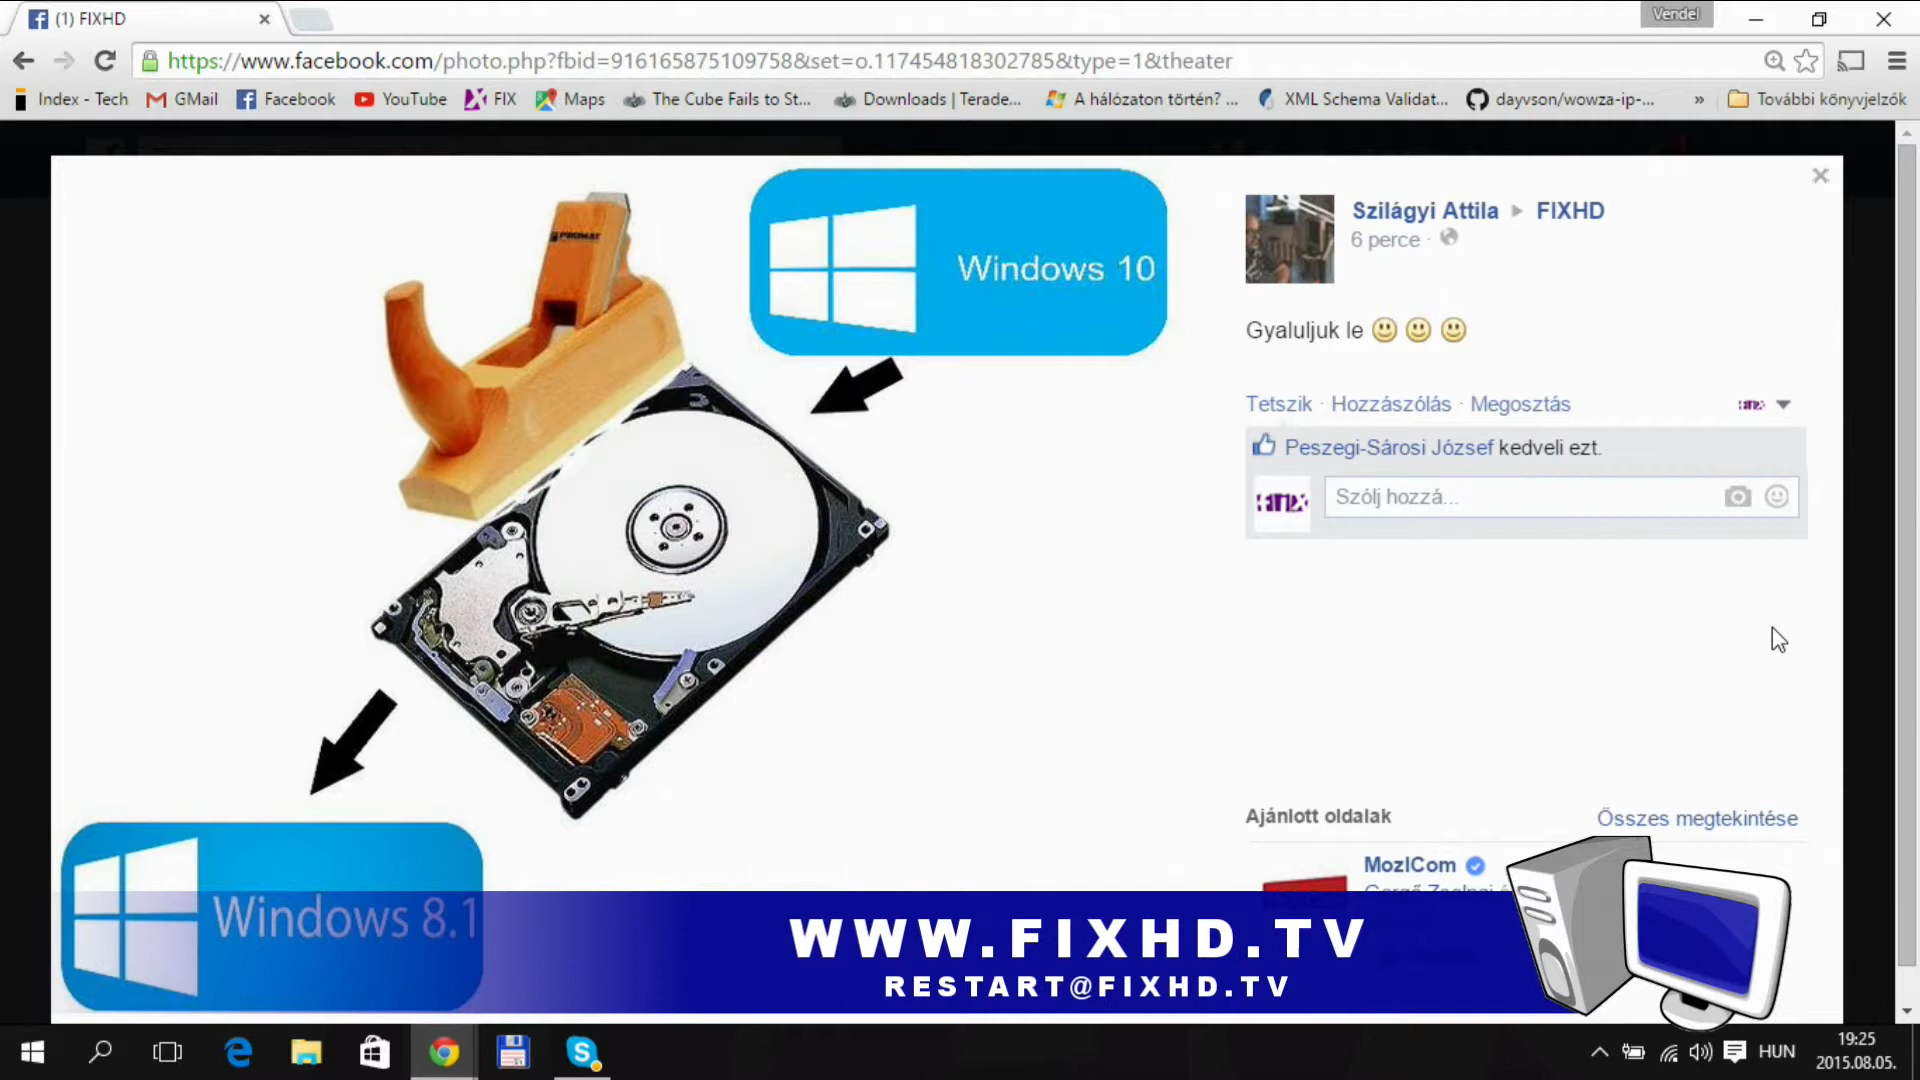 (1) FIXHD
Vendel
https://www.facebook.com/photo.php?fbid=916165875109758&set=o.117454818302785&type=1&theater
Index - Tech GMail Facebook YouTube FIX Maps The Cube Fails to St... Downloads | Terade... A hálózaton történt? ... XML Schema Validat... dayvson/wowza-ip-... » További könyvjelzők
PROMAT
Windows 10
Szilágyi Attila FIXHD
6 perce ·
Gyaluljuk le
Tetszik · Hozzászólás · Megosztás
Peszegi-Sárosi József kedveli ezt.
Szólj hozzá...
Ajánlott oldalak Összes megtekintése
MozICom
Windows 8.1
WWW.FIXHD.TV
RESTART@FIXHD.TV
HUN
19:25
2015.08.05.